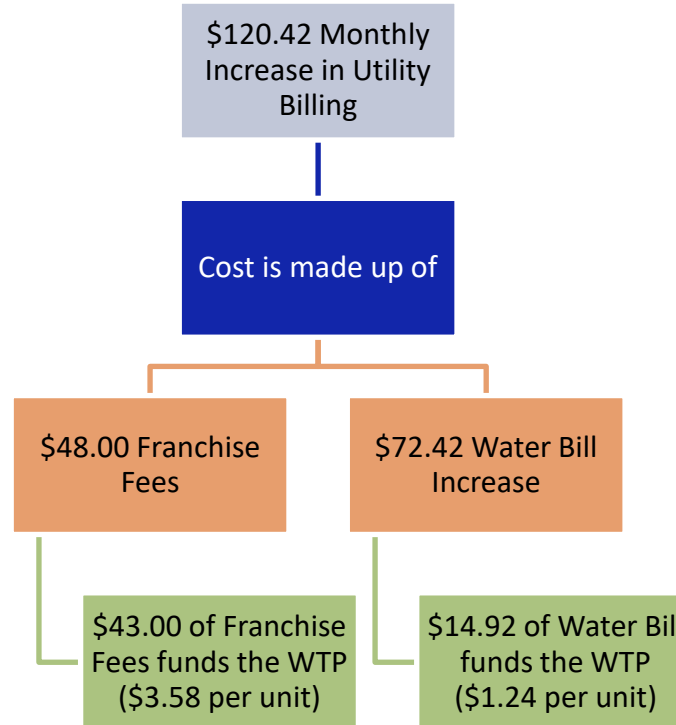 $120.42 Monthly
Increase in Utility
Billing
Cost is made up of
$48.00 Franchise
Fees
$72.42 Water Bill
Increase
$43.00 of Franchise
Fees funds the WTP
($3.58 per unit)
$14.92 of Water Bil
funds the WTP
($1.24 per unit)